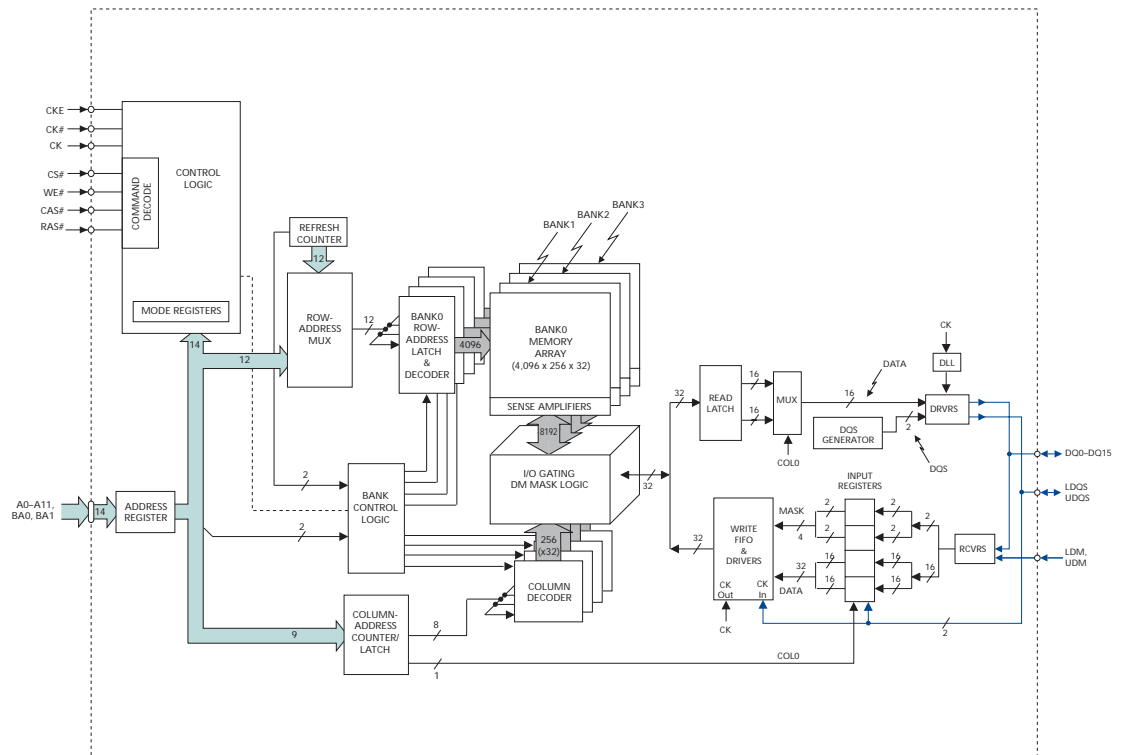 CKE
CK#
CK
CS#
WE#
CAS#
RAS#
COMMAND
DECODE
CONTROL
LOGIC
MODE REGISTERS
REFRESH
COUNTER
12
ROW-
ADDRESS
MUX
12
14
12
BANK0
ROW-
ADDRESS
LATCH
&
DECODER
4096
BANK1
BANK2
BANK3
BANK0
MEMORY
ARRAY
(4,096 x 256 x 32)
SENSE AMPLIFIERS
8192
I/O GATING
DM MASK LOGIC
32
2
2
BANK
CONTROL
LOGIC
256
(x32)
COLUMN
DECODER
A0–A11,
BA0, BA1
14
ADDRESS
REGISTER
9
COLUMN-
ADDRESS
COUNTER/
LATCH
8
1
COL0
32
READ
LATCH
16
16
MUX
COL0
16
DATA
DQS
GENERATOR
2
DQS
CK
DLL
DRVRS
DQ0–DQ15
LDQS
UDQS
LDM,
UDM
INPUT
REGISTERS
32
WRITE
FIFO
&
DRIVERS
CK
Out
CK
In
CK
MASK
4
32
DATA
2
2
16
16
2
2
16
16
2
16
RCVRS
2